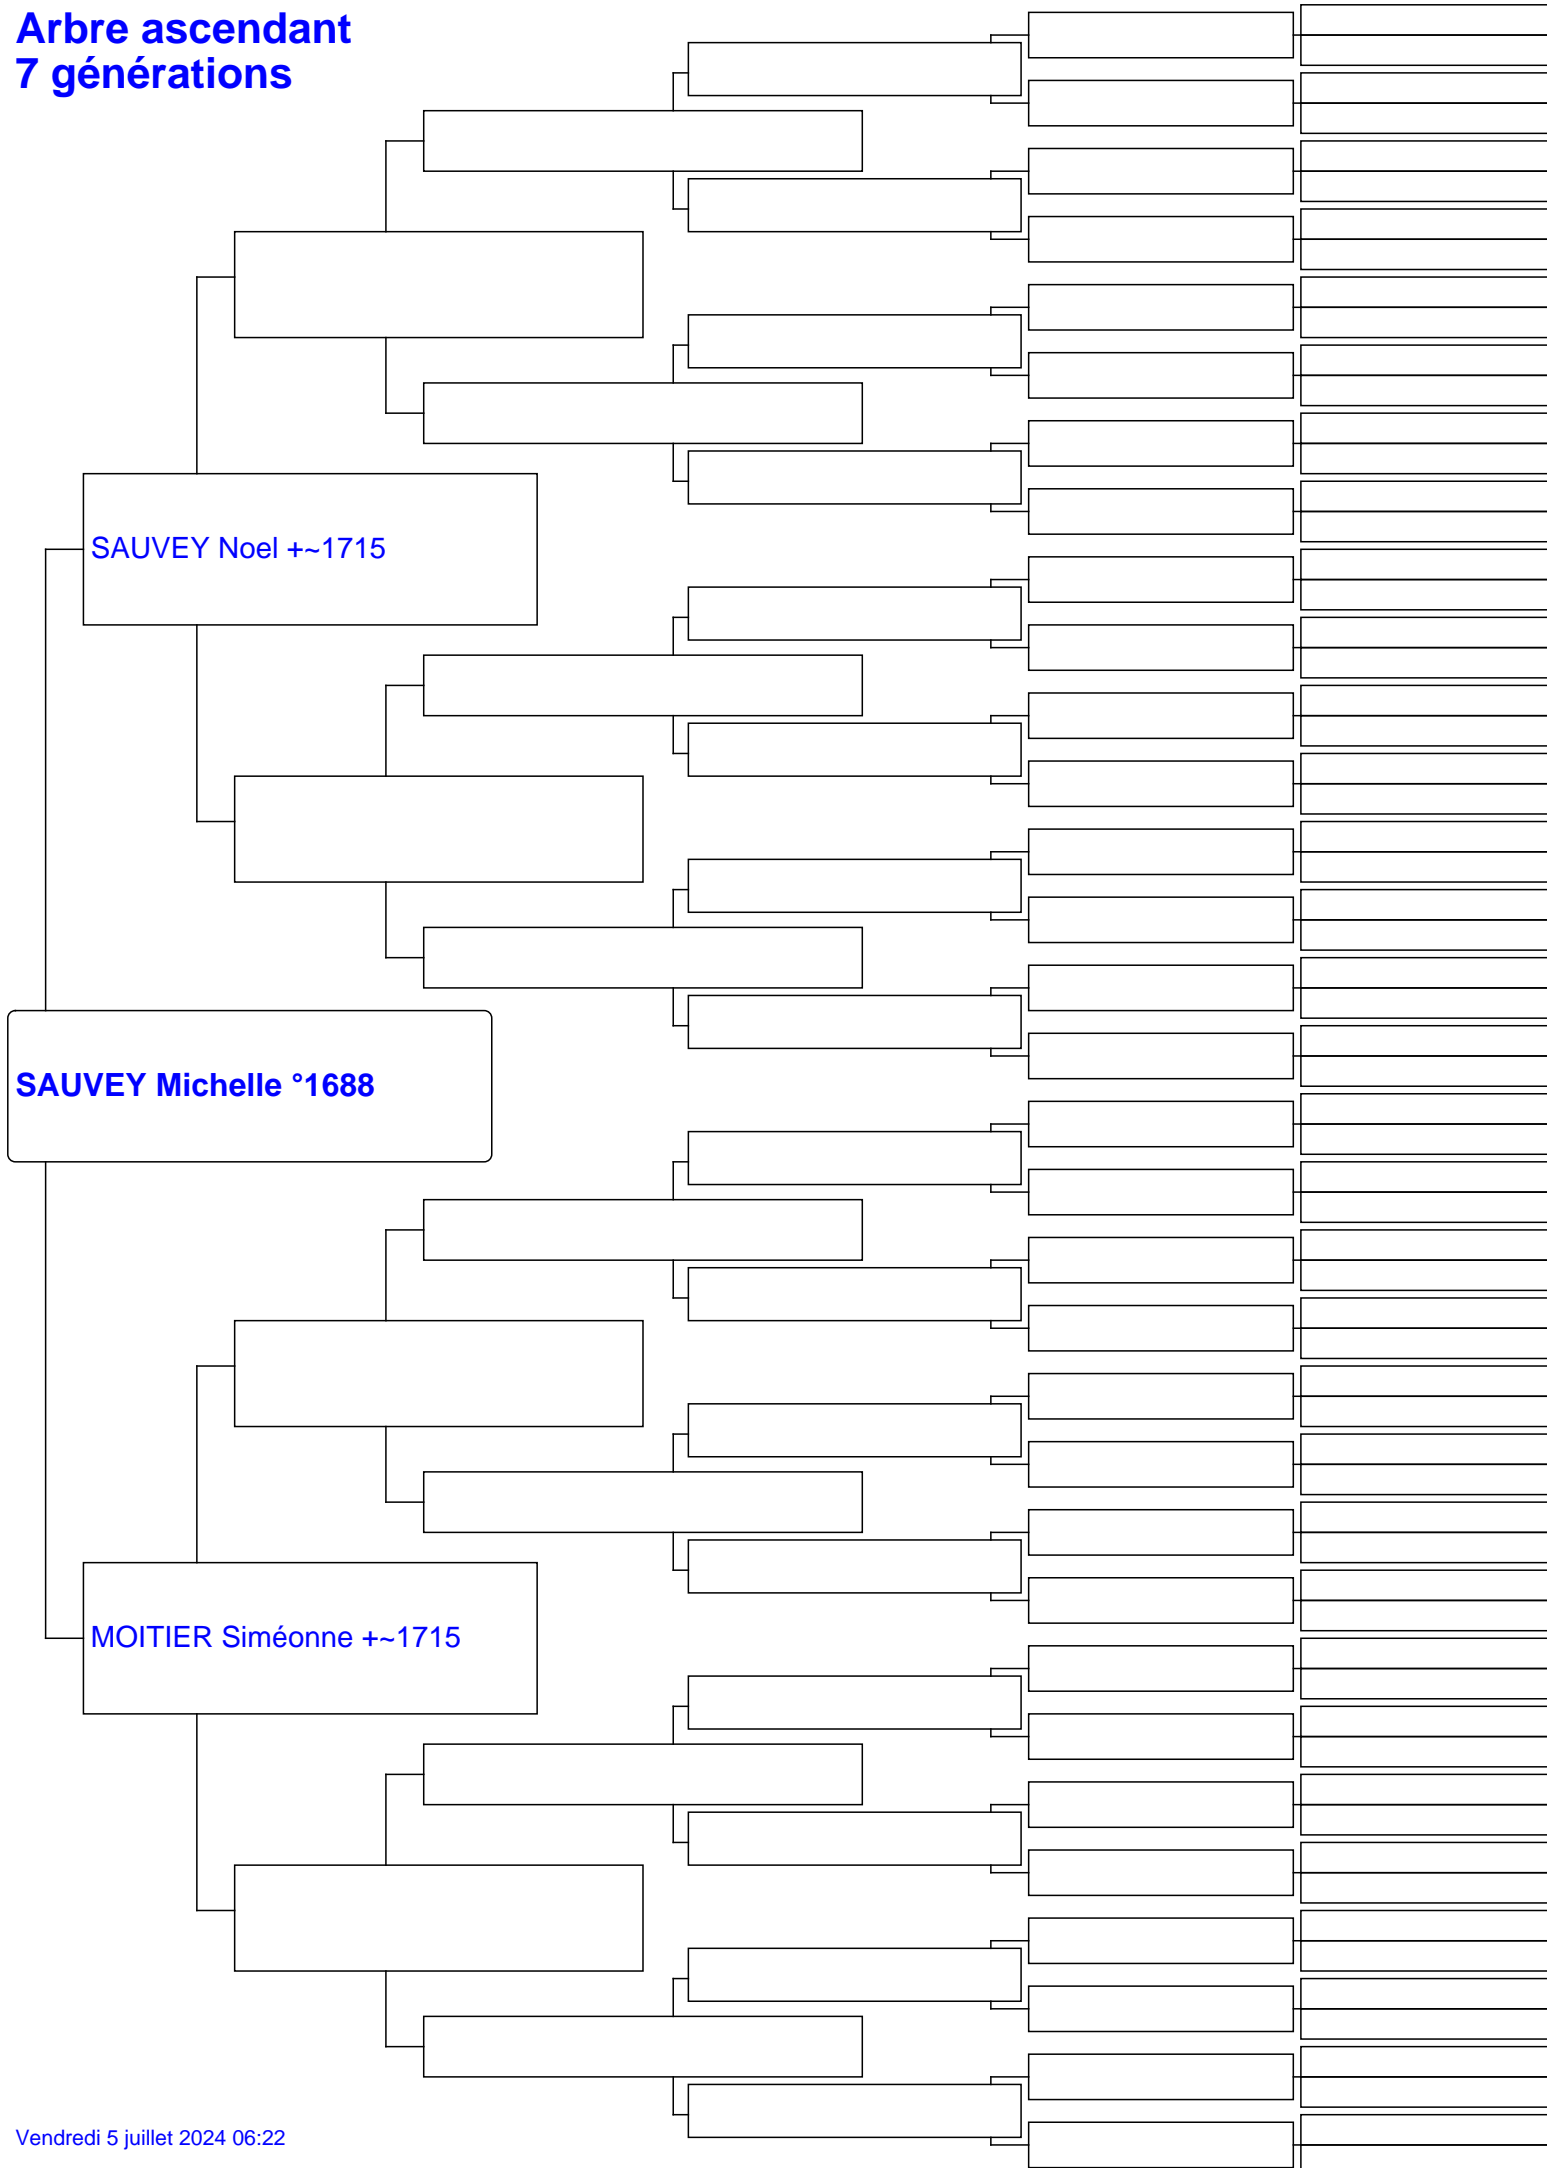 Arbre ascendant
7 générations
SAUVEY Noel +~1715
SAUVEY Michelle °1688
MOITIER Siméonne +~1715
Vendredi 5 juillet 2024 06:22